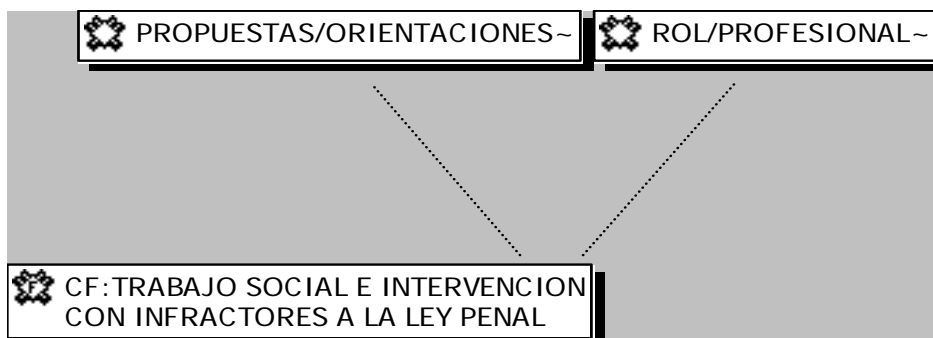 PROPUESTAS/ORIENTACIONES~
ROL/PROFESIONAL~
CF:TRABAJO SOCIAL E INTERVENCION
CON INFRACTORES A LA LEY PENAL